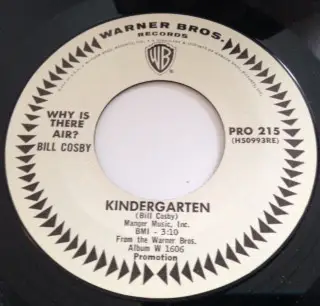 WARNER BROS.
RECORDS
WB
WHY IS
THERE
AIR?
BILL COSBY
PRO 215
(HS0993RE)
KINDERGARTEN
(Bill Cosby)
Manger Music, Inc.
BMI - 3:10
From the Warner Bros.
Album W 1606
Promotion